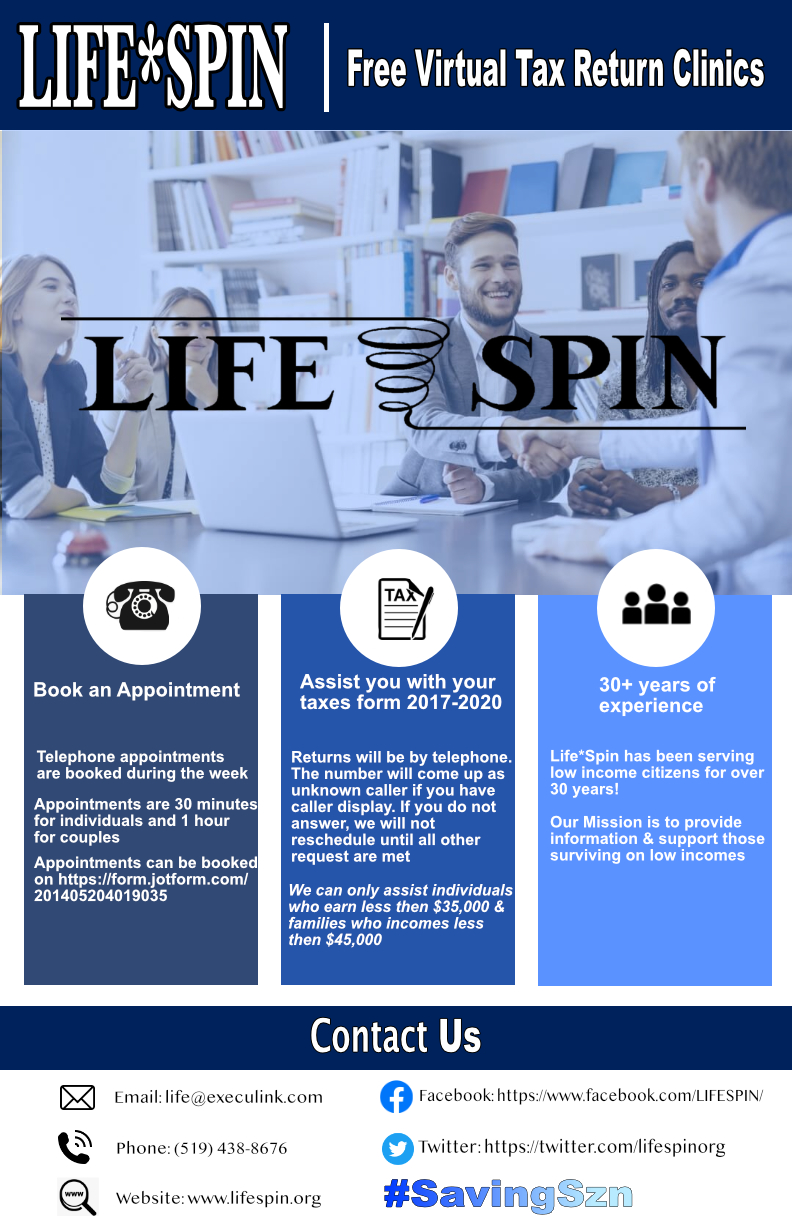 LIFE*SPIN
Free Virtual Tax Return Clinics
LIFE SPIN
TAX
Book an Appointment
Telephone appointments
are booked during the week
Appointments are 30 minutes
for individuals and 1 hour
for couples
Appointments can be booked
on https://form.jotform.com/
201405204019035
Assist you with your
taxes form 2017-2020
Returns will be by telephone.
The number will come up as
unknown caller if you have
caller display. If you do not
answer, we will not
reschedule until all other
request are met
We can only assist individuals
who earn less then $35,000 &
families who incomes less
then $45,000
30+ years of
experience
Life*Spin has been serving
low income citizens for over
30 years!
Our Mission is to provide
information & support those
surviving on low incomes
Contact Us
Email: life@execulink.com
Phone: (519) 438-8676
www
Website: www.lifespin.org
Facebook: https://www.facebook.com/LIFESPIN/
Twitter: https://twitter.com/lifespinorg
#SavingSzn